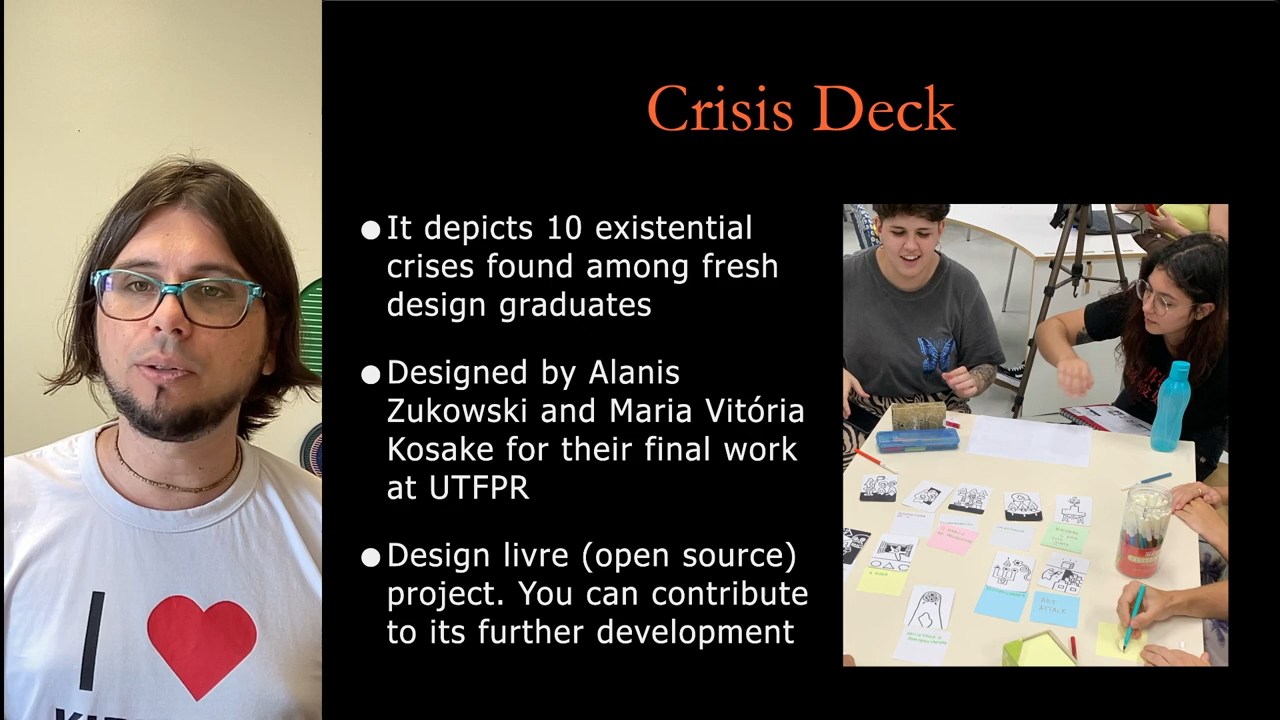 Crisis Deck
●It depicts 10 existential
crises found among fresh
design graduates
●Designed by Alanis
Zukowski and Maria Vitória
Kosake for their final work
at UTFPR
●Design livre (open source)
project. You can contribute
to its further development
I ♥
ART
ATTACK